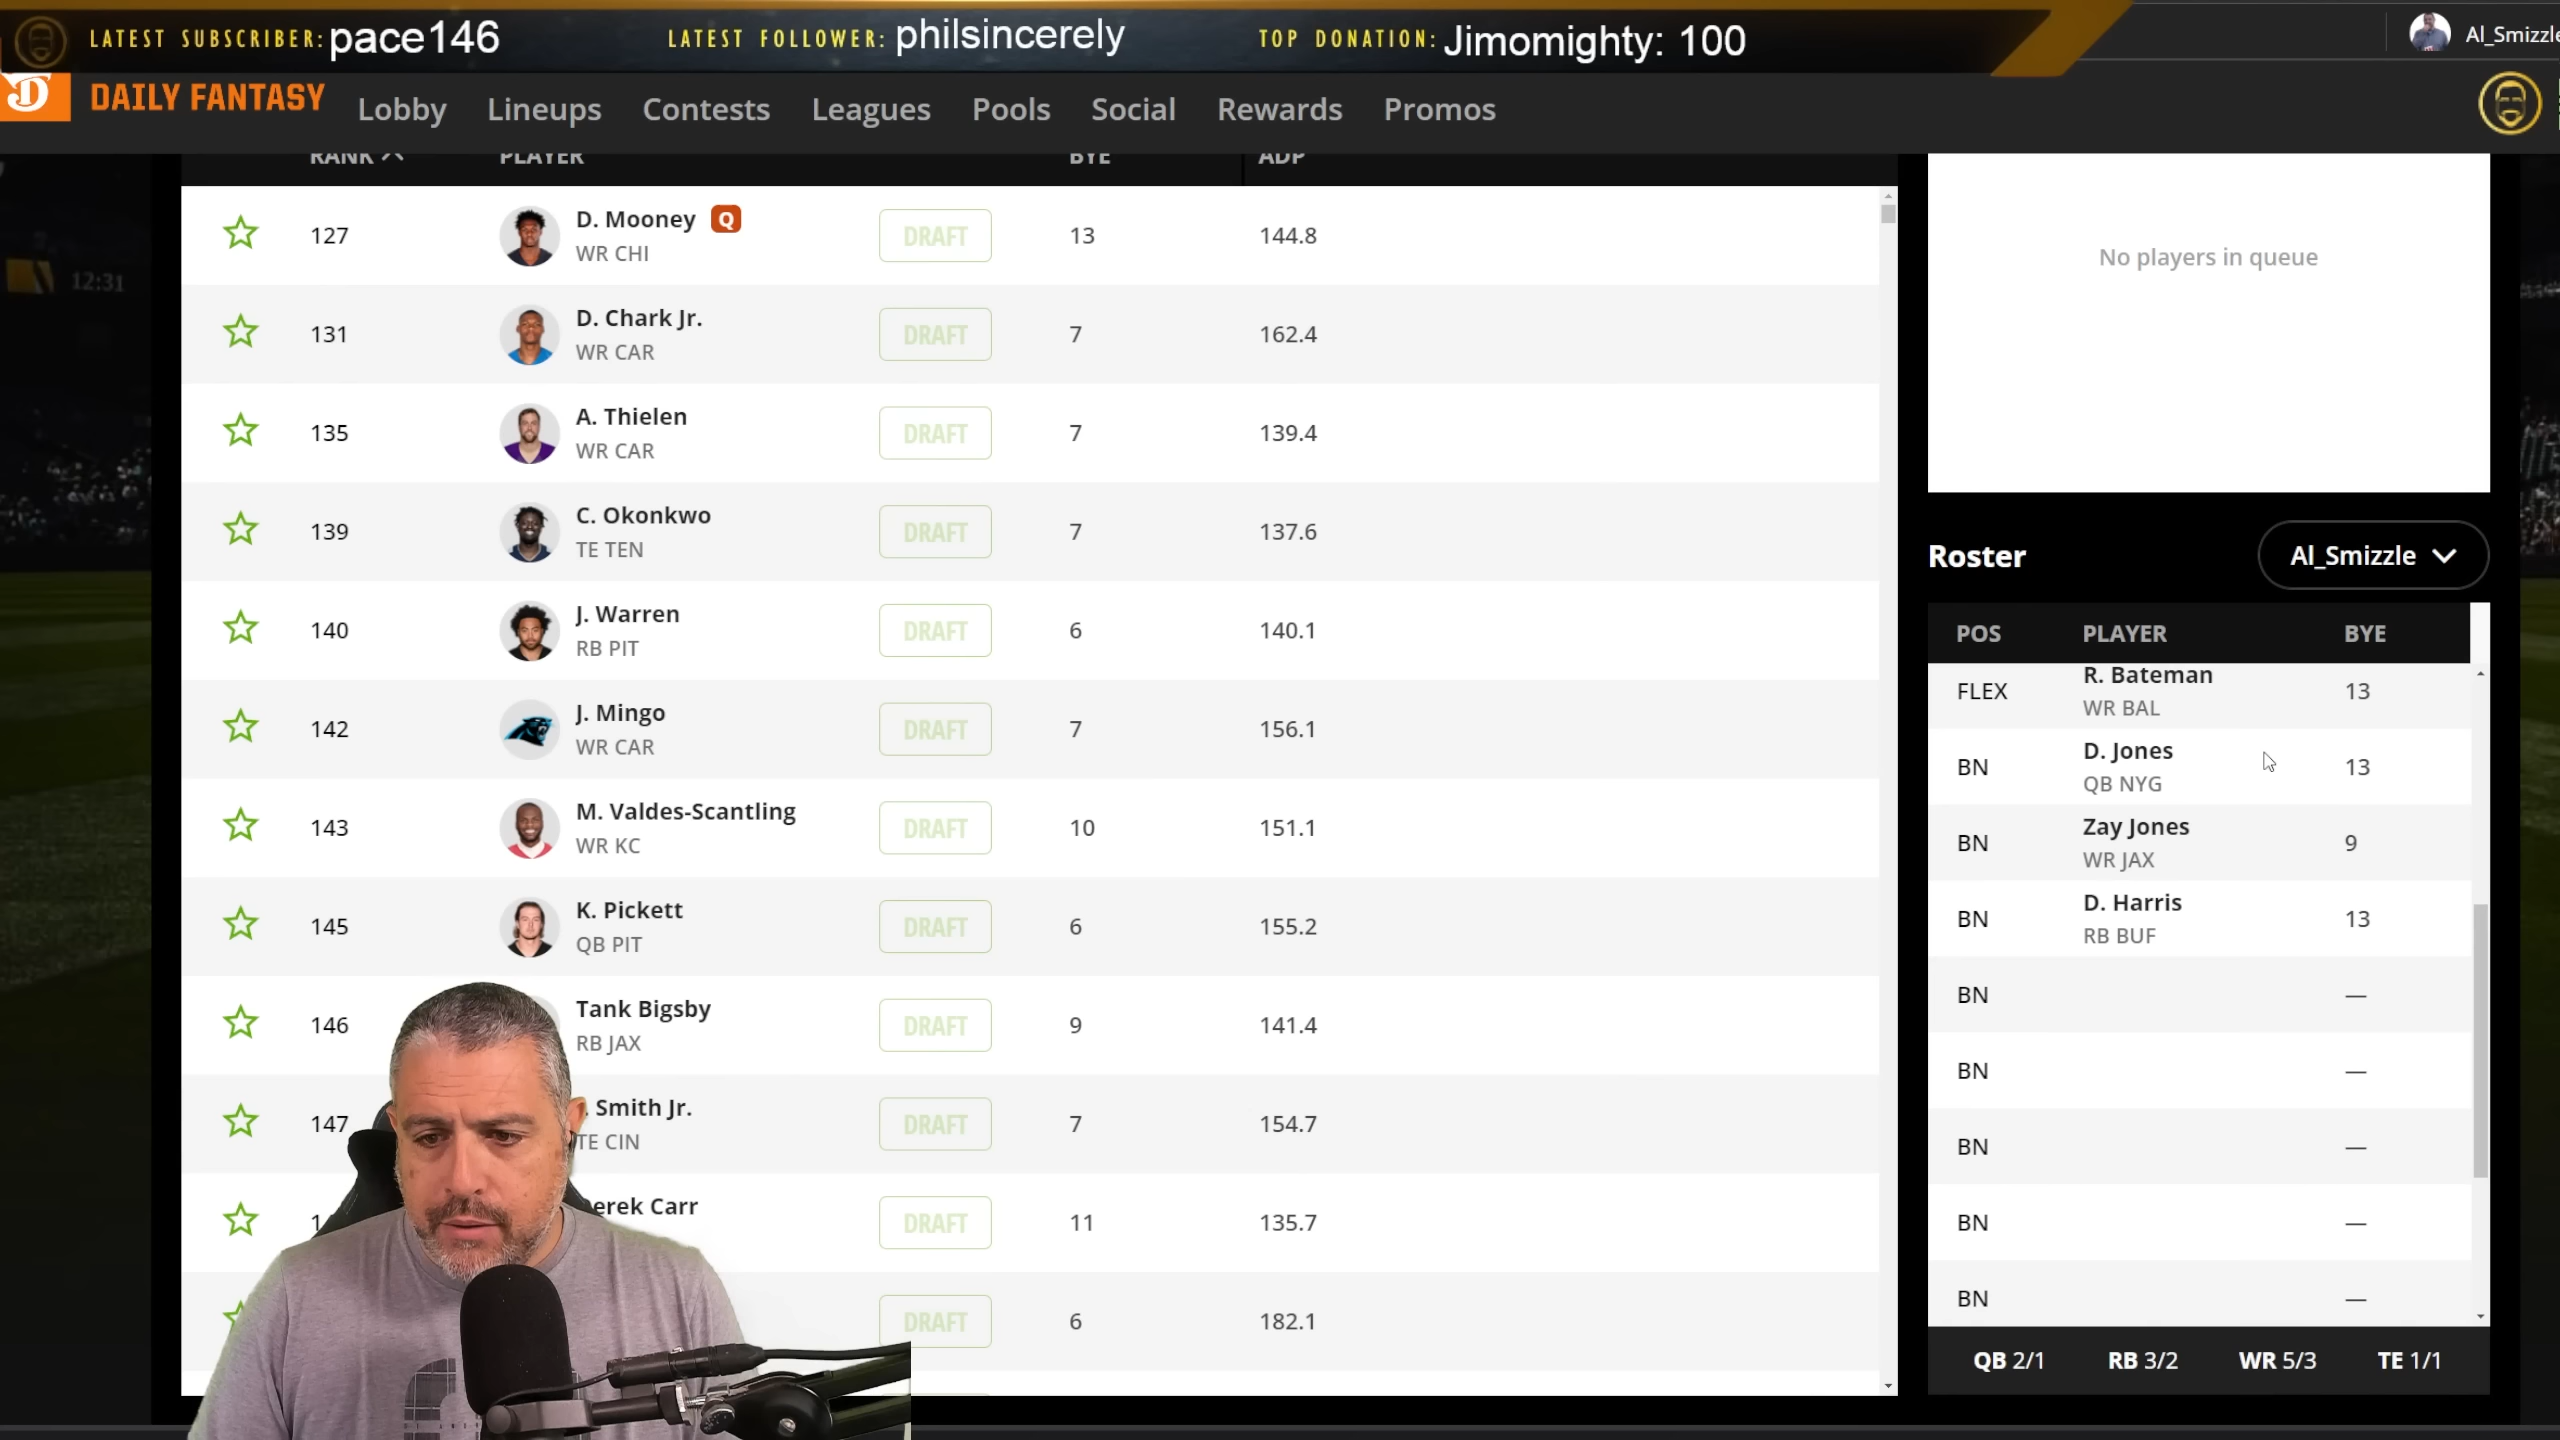 LATEST SUBSCRIBER: pace146
LATEST FOLLOWER: philsincerely
TOP DONATION: Jimomighty: 100
DAILY FANTASY
Lobby
Lineups
Contests
Leagues
Pools
Social
Rewards
Promos
12:31
RANK PLAYER BYE ADP
127 D. Mooney Q DRAFT 13 144.8
WR CHI
131 D. Chark Jr. DRAFT 7 162.4
WR CAR
135 A. Thielen DRAFT 7 139.4
WR CAR
139 C. Okonkwo DRAFT 7 137.6
TE TEN
140 J. Warren DRAFT 6 140.1
RB PIT
142 J. Mingo DRAFT 7 156.1
WR CAR
143 M. Valdes-Scantling DRAFT 10 151.1
WR KC
145 K. Pickett DRAFT 6 155.2
QB PIT
146 Tank Bigsby DRAFT 9 141.4
RB JAX
147 Smith Jr. DRAFT 7 154.7
TE CIN
Carr DRAFT 11 135.7
DRAFT 6 182.1
No players in queue
Roster
Al_Smizzle
POS PLAYER BYE
FLEX R. Bateman 13
WR BAL
BN D. Jones 13
QB NYG
BN Zay Jones 9
WR JAX
BN D. Harris 13
RB BUF
BN —
BN —
BN —
BN —
BN —
QB 2/1 RB 3/2 WR 5/3 TE 1/1